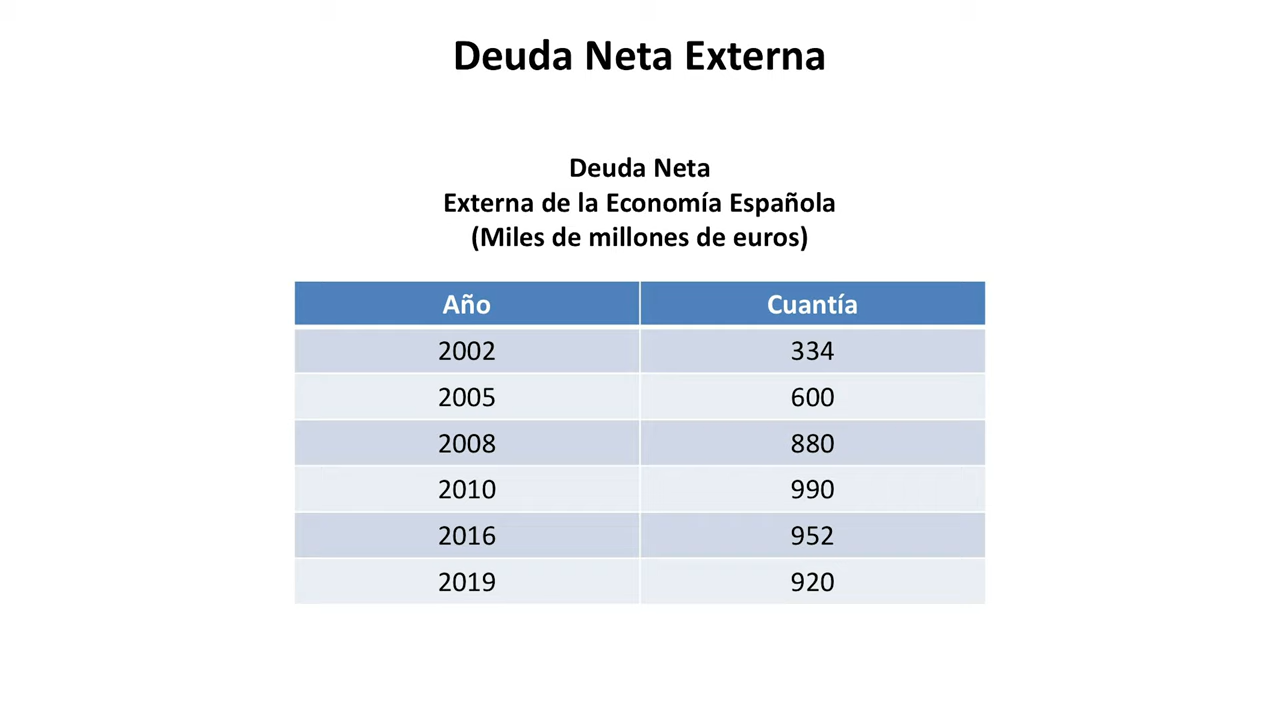 Deuda Neta Externa
Deuda Neta
Externa de la Economía Española
(Miles de millones de euros)
Año Cuantía
2002 334
2005 600
2008 880
2010 990
2016 952
2019 920